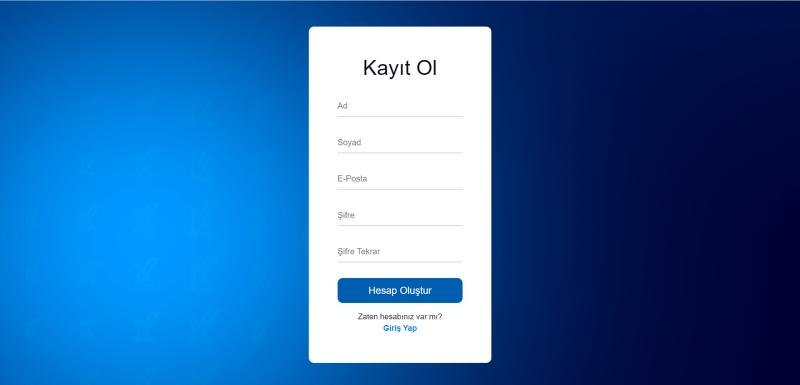 Kayıt Ol
Ad
Soyad
E-Posta
Şifre
Şifre Tekrar
Hesap Oluştur
Zaten hesabınız var mı?
Giriş Yap